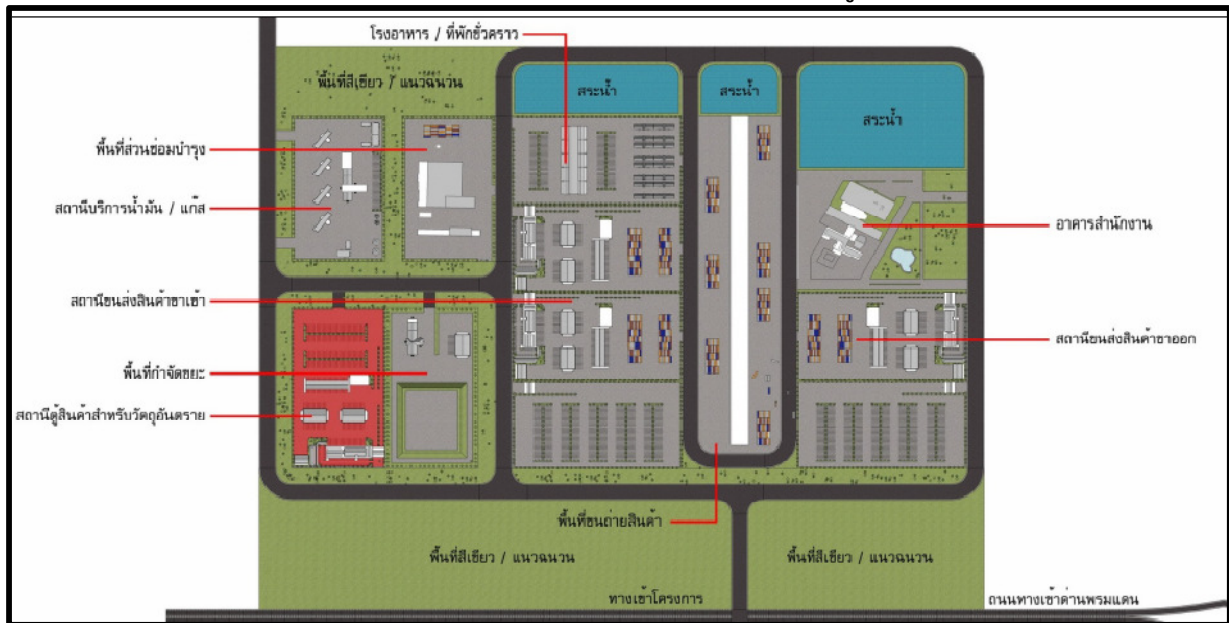 โรงอาหาร / ที่พักชั่วคราว
พื้นที่สีเขียว / แนวฉนวน
สระน้ำ
สระน้ำ
สระน้ำ
พื้นที่ส่วนซ่อมบำรุง
สถานีบริการน้ำมัน / แก๊ส
อาคารสำนักงาน
สถานีขนส่งสินค้าขาเข้า
สถานีขนส่งสินค้าขาออก
พื้นที่กำจัดขยะ
สถานีตู้สินค้าสำหรับวัตถุอันตราย
พื้นที่ขนถ่ายสินค้า
พื้นที่สีเขียว / แนวฉนวน
พื้นที่สีเขียว / แนวฉนวน
ทางเข้าโครงการ
ถนนทางเข้าด่านพรมแดน